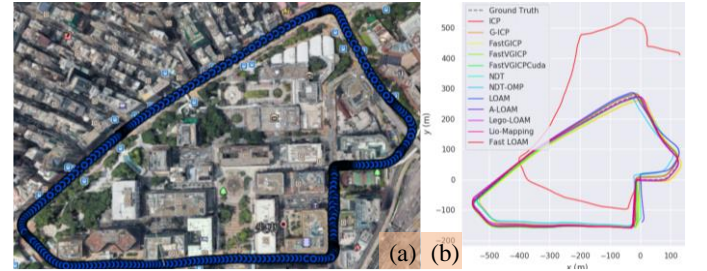 (a)
(b)
Ground Truth
ICP
G-ICP
FastGICP
FastVGICP
FastVGICPCuda
NDT
NDT-OMP
LOAM
A-LOAM
Lego-LOAM
Lio-Mapping
Fast LOAM
y (m)
500
400
300
200
100
0
−100
−200
−500 −400 −300 −200 −100 0 100
x (m)